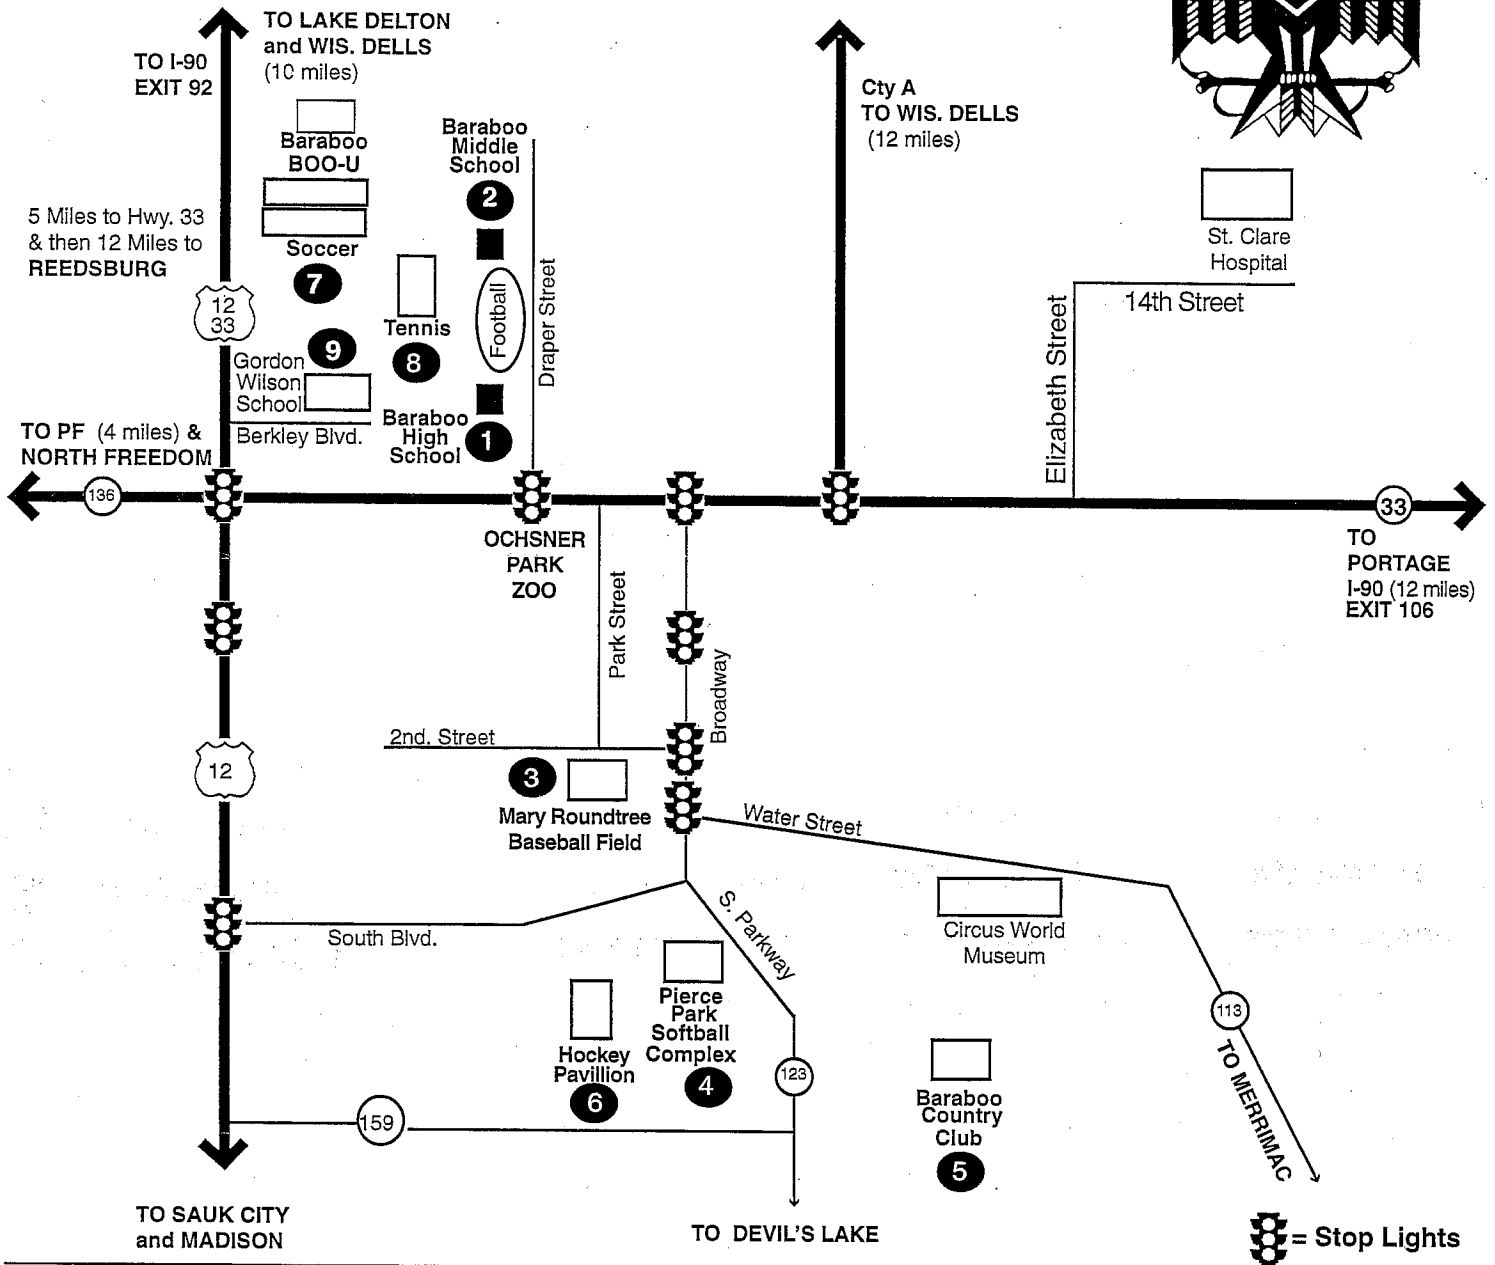 TO LAKE DELTON
and WIS. DELLS
(10 miles)
TO I-90
EXIT 92
Cty A
TO WIS. DELLS
(12 miles)
Baraboo
BOO-U
Baraboo
Middle
School
2
5 Miles to Hwy. 33
& then 12 Miles to
REEDSBURG
Soccer
7
St. Clare
Hospital
14th Street
Elizabeth Street
12
33
Tennis
8
Football
Draper Street
9
Gordon
Wilson
School
Berkley Blvd.
Baraboo
High
School
1
TO PF (4 miles) &
NORTH FREEDOM
136
33
OCHSNER
PARK
ZOO
TO
PORTAGE
I-90 (12 miles)
EXIT 106
Park Street
Broadway
2nd. Street
12
3
Mary Roundtree
Baseball Field
Water Street
South Blvd.
S. Parkway
Circus World
Museum
Pierce
Park
Softball
Complex
4
Hockey
Pavillion
6
123
113
TO MERRIMAC
Baraboo
Country
Club
5
159
TO SAUK CITY
and MADISON
TO DEVIL'S LAKE
= Stop Lights